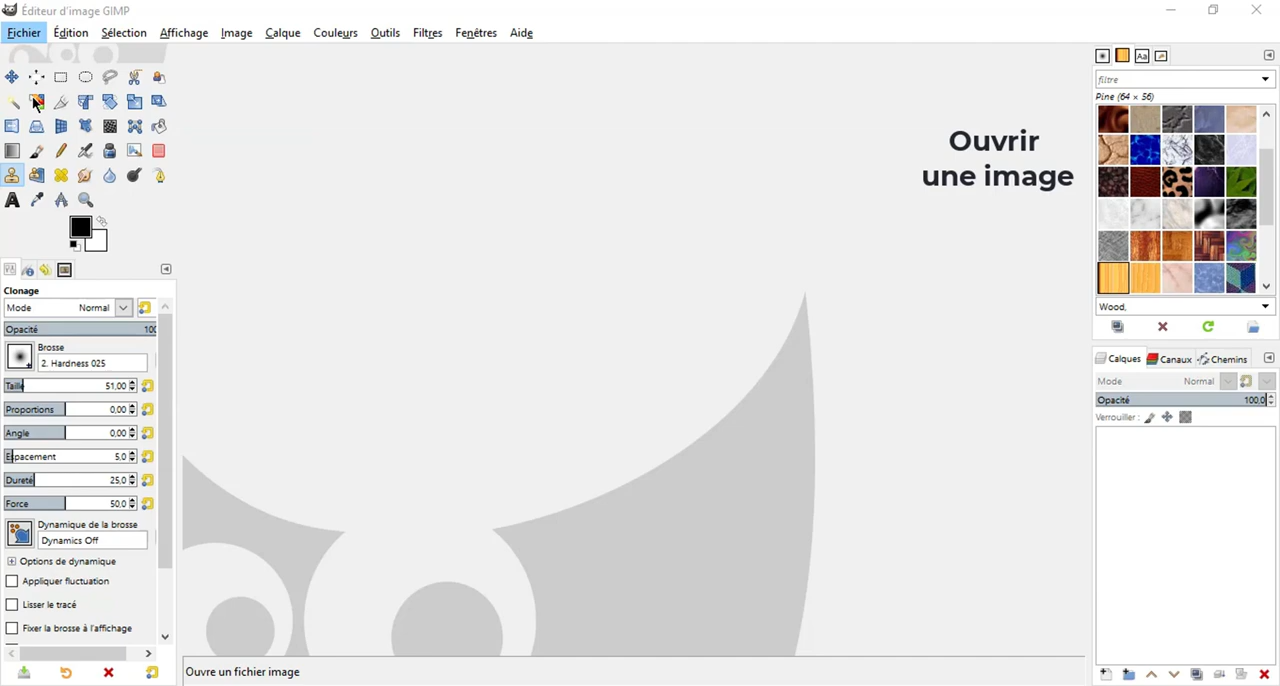 Éditeur d'image GIMP
Fichier Édition Sélection Affichage Image Calque Couleurs Outils Filtres Fenêtres Aide
Ouvrir
une image
filtre
Pine (64 × 56)
Wood,
Clonage
Mode Normal
Opacité 100
Brosse
2. Hardness 025
Taille 51,00
Proportions 0,00
Angle 0,00
Espacement 5,0
Dureté 25,0
Force 50,0
Dynamique de la brosse
Dynamics Off
Options de dynamique
Appliquer fluctuation
Lisser le tracé
Fixer la brosse à l'affichage
Calques Canaux Chemins
Mode Normal
Opacité 100,0
Verrouiller :
Ouvre un fichier image